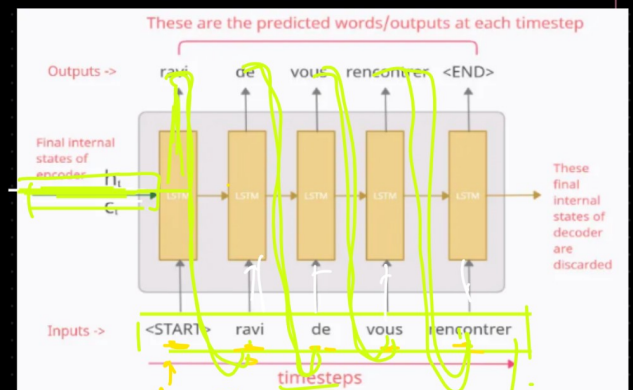 These are the predicted words/outputs at each timestep
Outputs -> ravi de vous rencontrer <END>
Final internal
states of
encoder
LSTM LSTM LSTM LSTM LSTM
These
final
internal
states of
decoder
are
discarded
Inputs -> <START> ravi de vous rencontrer
timesteps